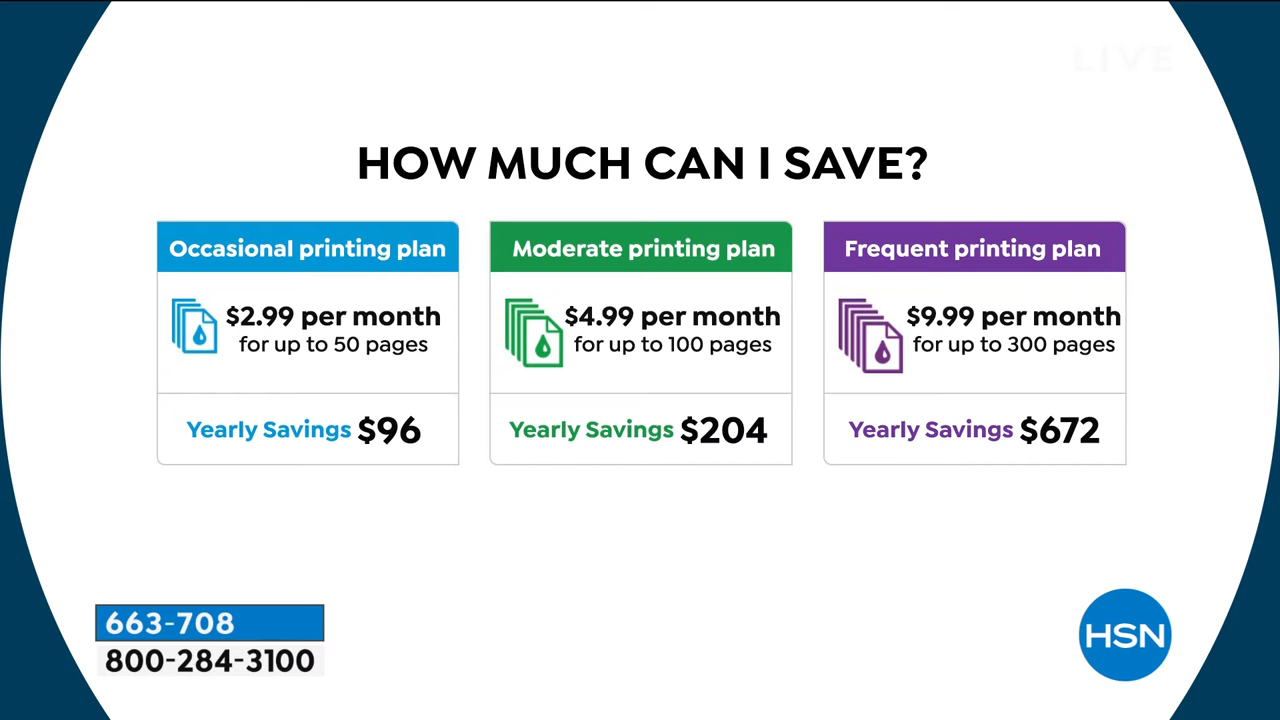 LIVE
HOW MUCH CAN I SAVE?
Occasional printing plan
$2.99 per month
for up to 50 pages
Yearly Savings $96
Moderate printing plan
$4.99 per month
for up to 100 pages
Yearly Savings $204
Frequent printing plan
$9.99 per month
for up to 300 pages
Yearly Savings $672
663-708
800-284-3100
HSN